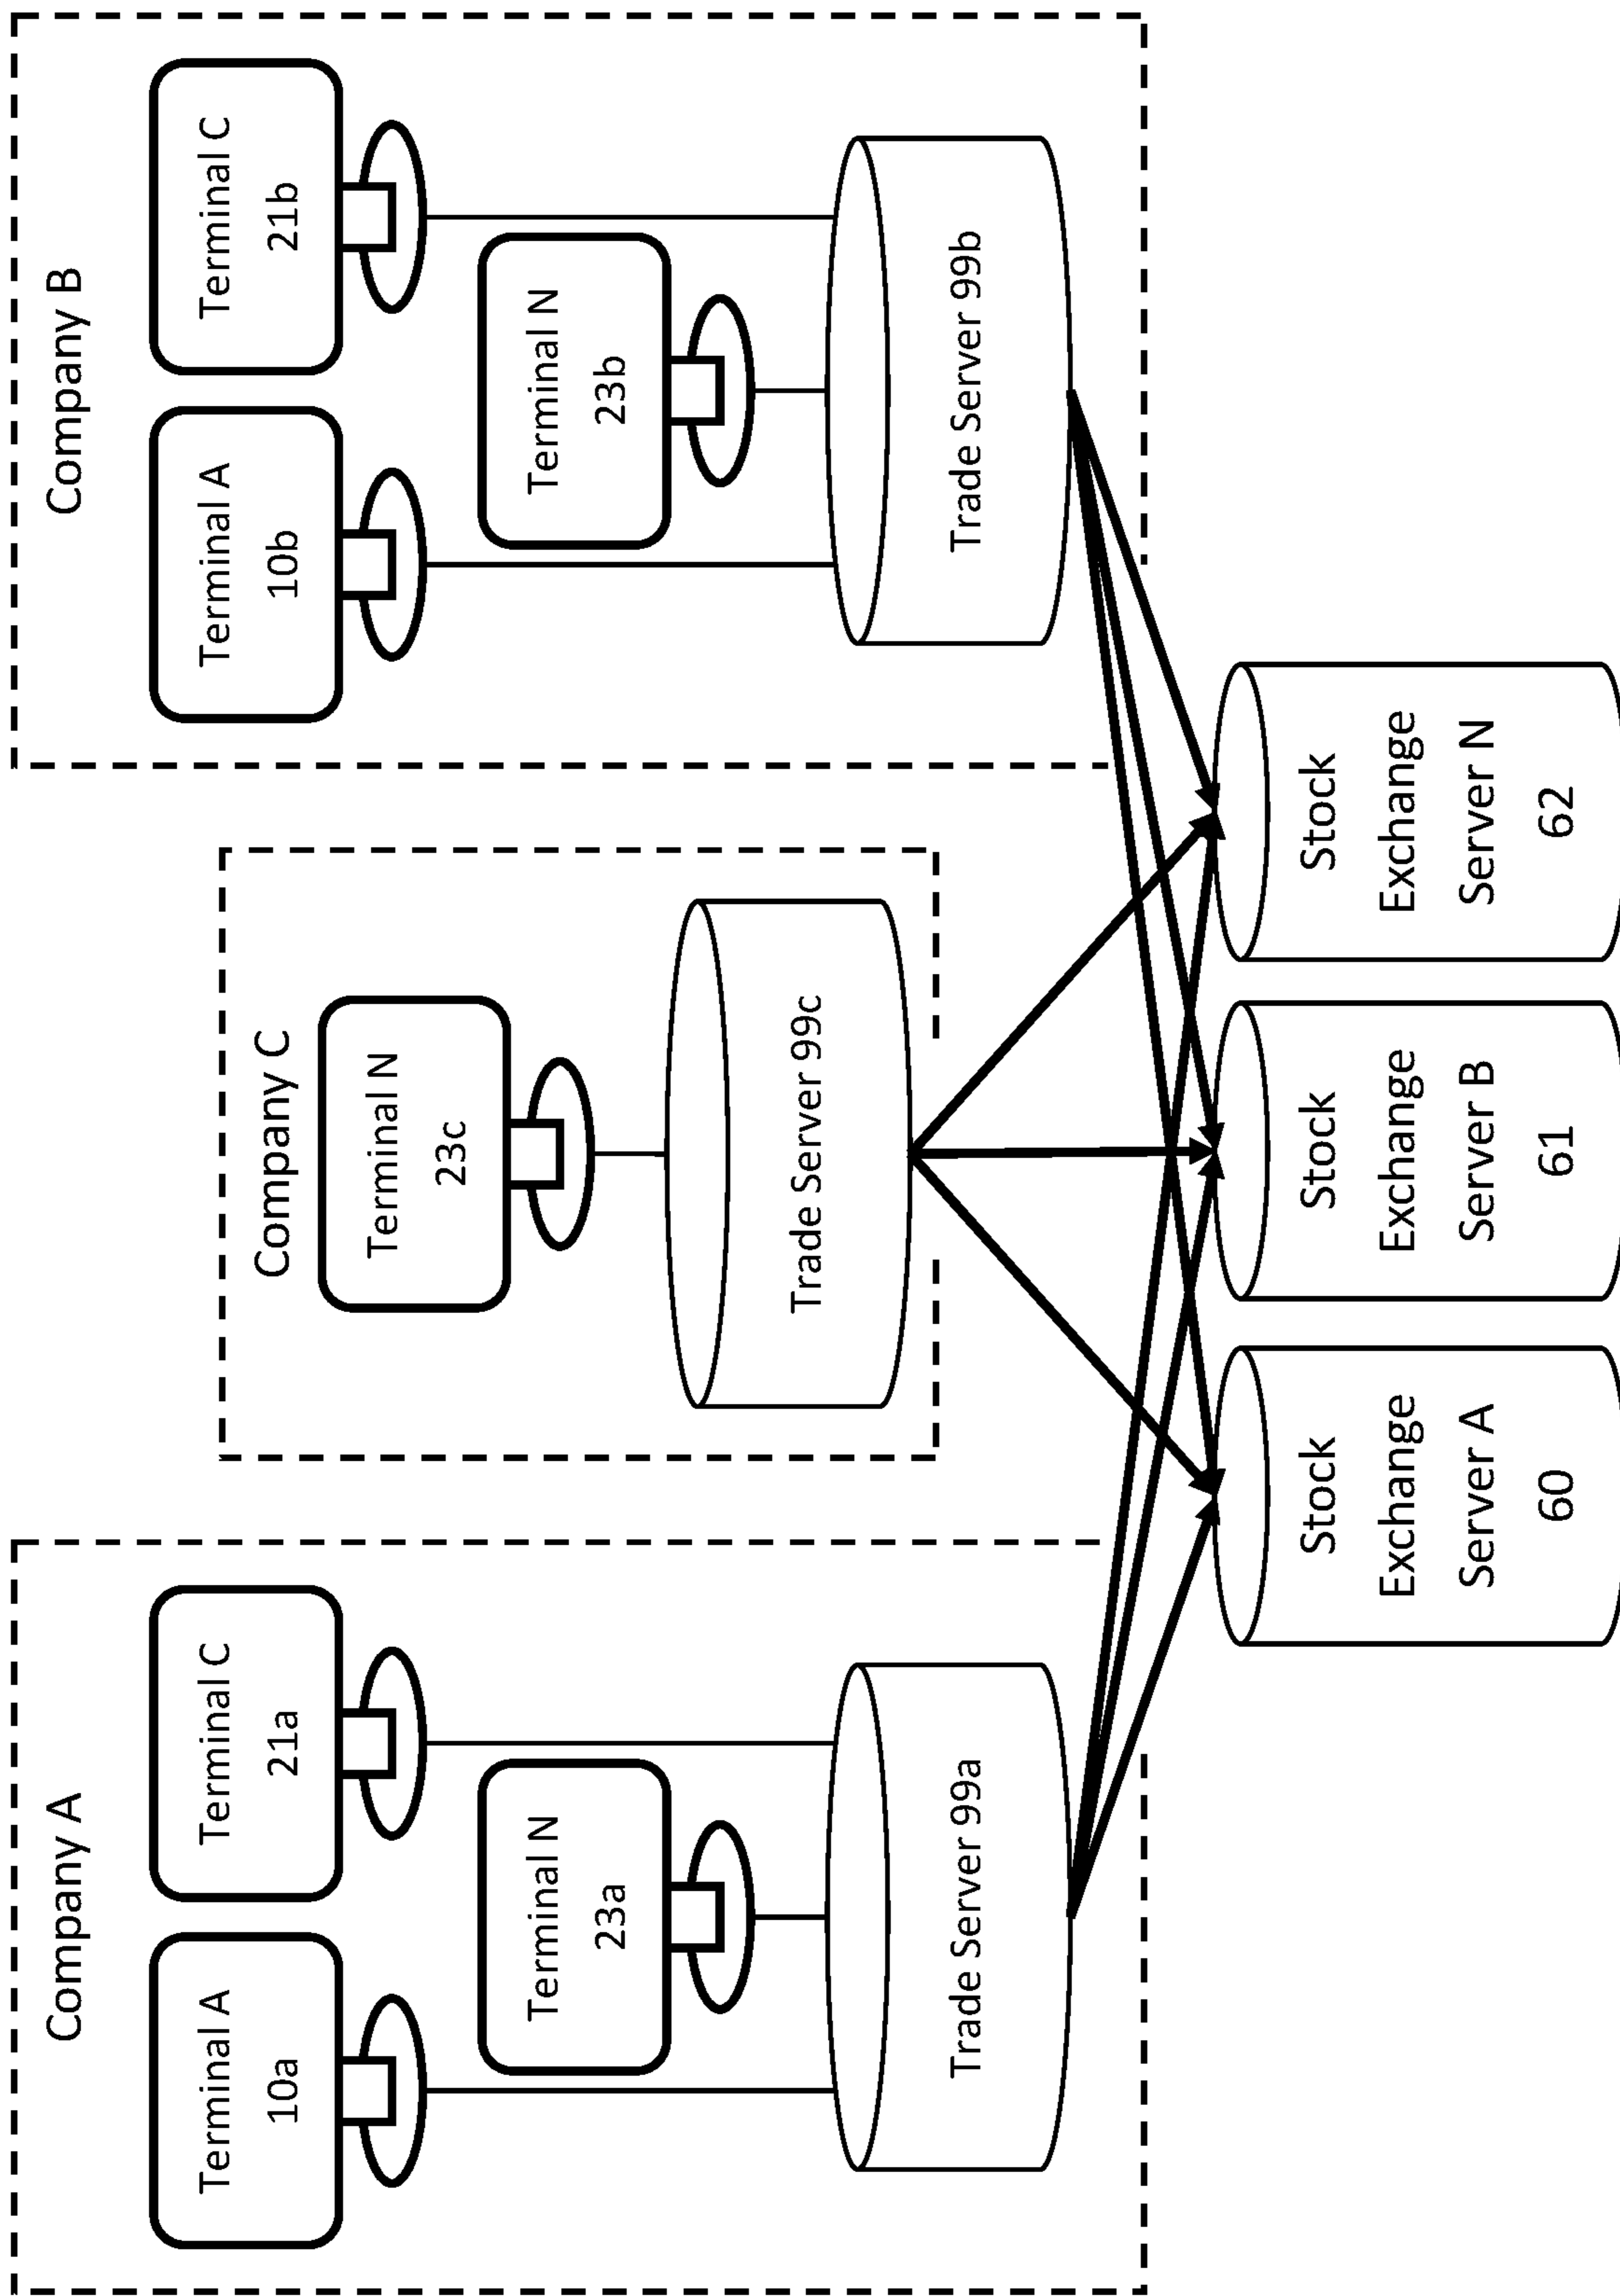 Company A
Terminal A
10a
Terminal C
21a
Terminal N
23a
Trade Server 99a
Company C
Terminal N
23c
Trade Server 99c
Company B
Terminal A
10b
Terminal C
21b
Terminal N
23b
Trade Server 99b
Stock
Exchange
Server A
60
Stock
Exchange
Server B
61
Stock
Exchange
Server N
62